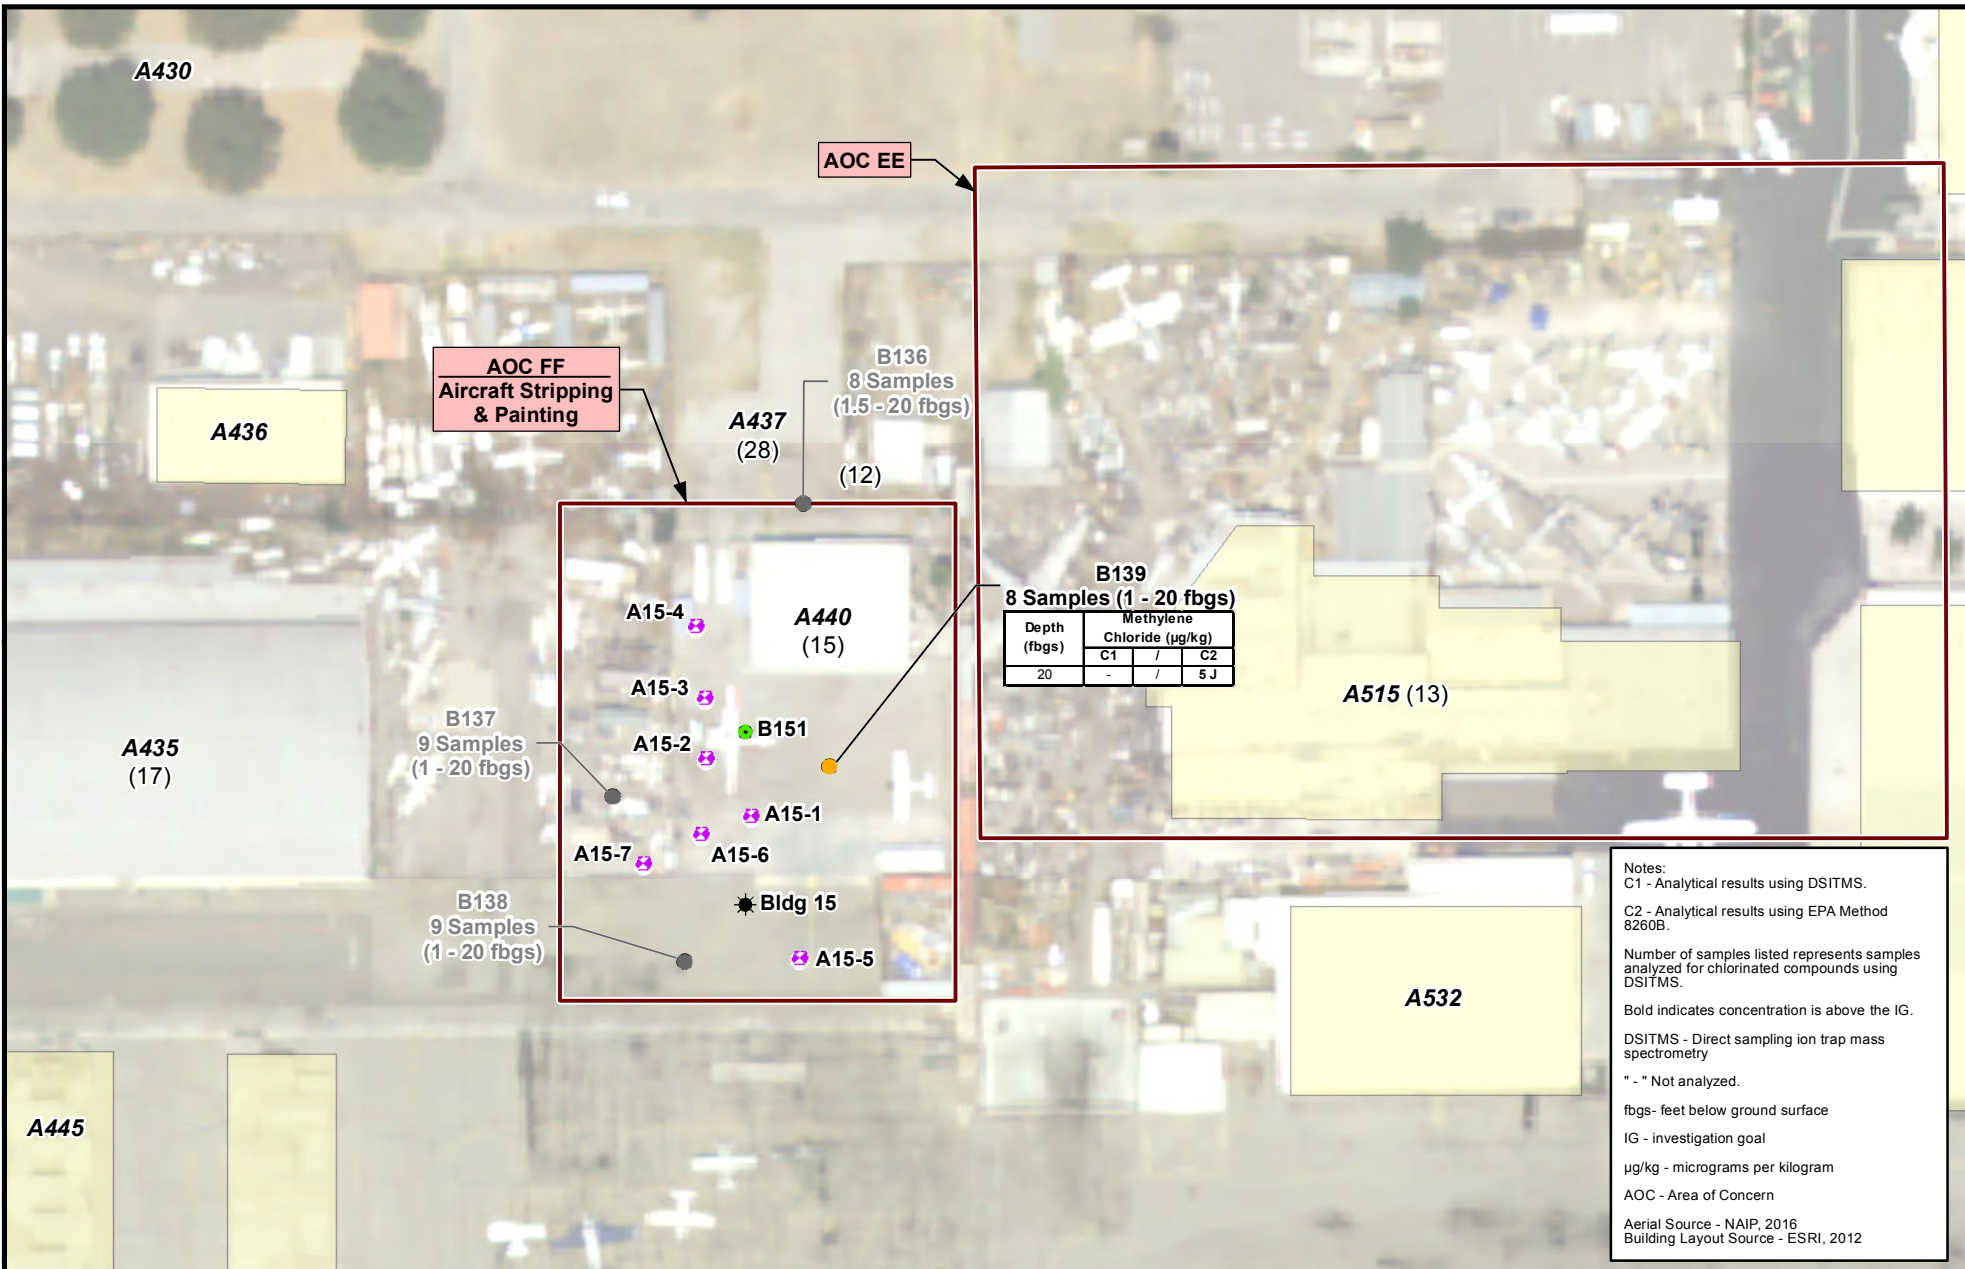 A430
AOC EE
AOC FF
Aircraft Stripping
& Painting
B136
8 Samples
(1.5 - 20 fbgs)
A436
A437
(28)
(12)
B139
8 Samples (1 - 20 fbgs)
Depth
(fbgs)
Methylene
Chloride (µg/kg)
C1 / C2
20 - / 5 J
A15-4
A440
(15)
A15-3
A515 (13)
B137
9 Samples
(1 - 20 fbgs)
B151
A15-2
A435
(17)
A15-1
A15-6
A15-7
Bldg 15
B138
9 Samples
(1 - 20 fbgs)
A15-5
A532
A445
Notes:
C1 - Analytical results using DSITMS.
C2 - Analytical results using EPA Method
8260B.
Number of samples listed represents samples
analyzed for chlorinated compounds using
DSITMS.
Bold indicates concentration is above the IG.
DSITMS - Direct sampling ion trap mass
spectrometry
" - " Not analyzed.
fbgs- feet below ground surface
IG - investigation goal
µg/kg - micrograms per kilogram
AOC - Area of Concern
Aerial Source - NAIP, 2016
Building Layout Source - ESRI, 2012